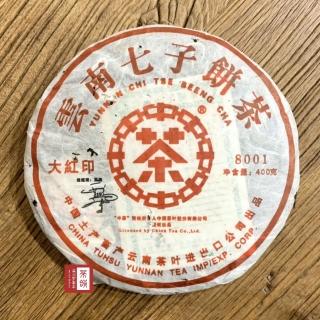 雲南七子餅茶
YUNNAN CHI TSE BEENG CHA
茶
®
大紅印
8001
净含量:400克
Licensed by China Tea Co.,Ltd.
中國土產畜產云南茶叶进出口公司出品
CHINA TUHSU YUNNAN TEA IMP/EXP. CORP.